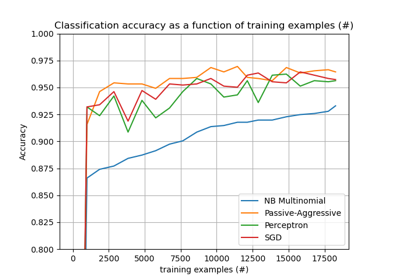 Classification accuracy as a function of training examples (#)
1.000
0.975
0.950
0.925
0.900
0.875
0.850
0.825
0.800
Accuracy
NB Multinomial
Passive-Aggressive
Perceptron
SGD
0 2500 5000 7500 10000 12500 15000 17500
training examples (#)